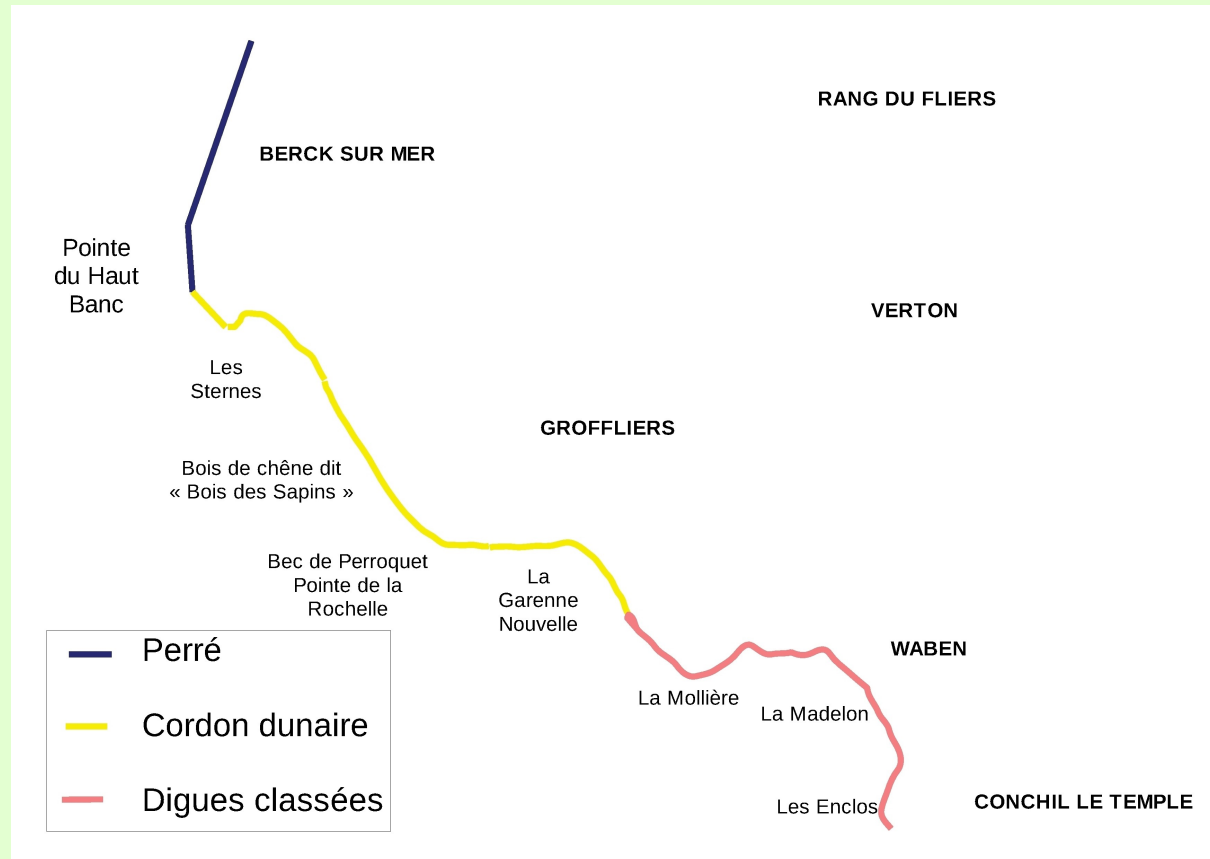 RANG DU FLIERS
BERCK SUR MER
Pointe
du Haut
Banc
VERTON
Les
Sternes
GROFFLIERS
Bois de chêne dit
« Bois des Sapins »
Bec de Perroquet
Pointe de la
Rochelle
La
Garenne
Nouvelle
WABEN
La Mollière
La Madelon
Les Enclos
CONCHIL LE TEMPLE
Perré
Cordon dunaire
Digues classées